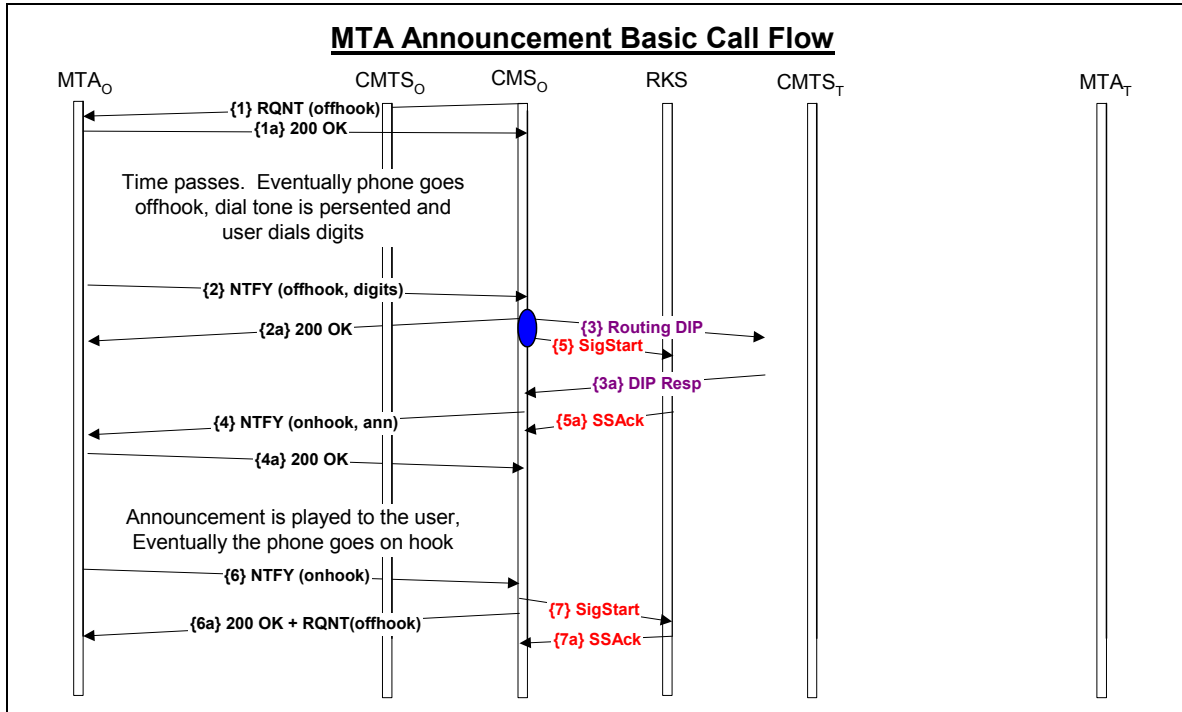 MTA Announcement Basic Call Flow
MTAO CMTSO CMSO RKS CMTST MTAT
{1} RQNT (offhook)
{1a} 200 OK
Time passes. Eventually phone goes
offhook, dial tone is persented and
user dials digits
{2} NTFY (offhook, digits)
{2a} 200 OK
{3} Routing DIP
{5} SigStart
{3a} DIP Resp
{4} NTFY (onhook, ann)
{5a} SSAck
{4a} 200 OK
Announcement is played to the user,
Eventually the phone goes on hook
{6} NTFY (onhook)
{7} SigStart
{6a} 200 OK + RQNT(offhook)
{7a} SSAck